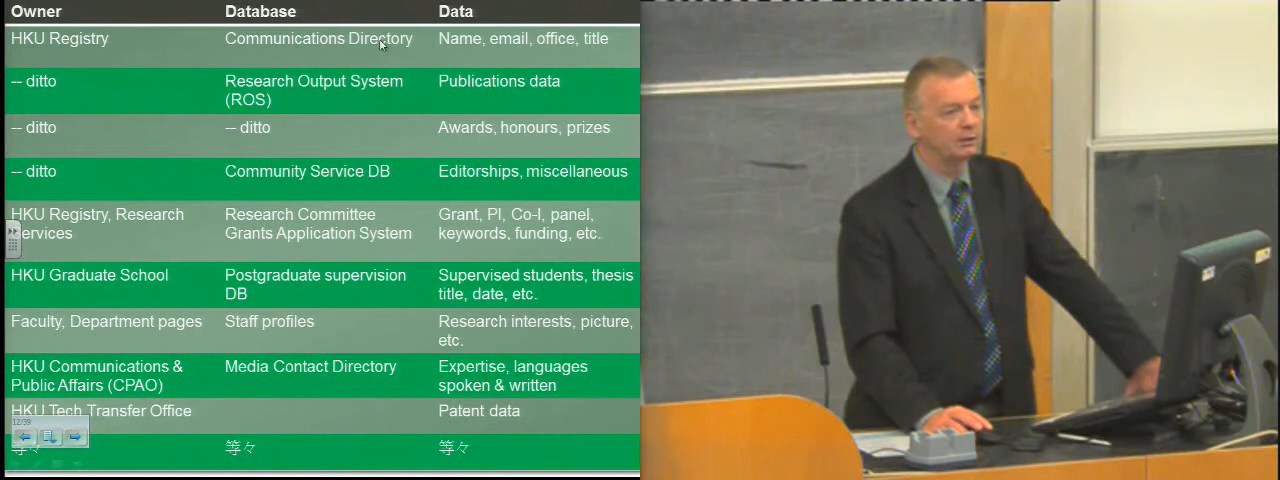 Owner Database Data
HKU Registry Communications Directory Name, email, office, title
-- ditto Research Output System Publications data
(ROS)
-- ditto -- ditto Awards, honours, prizes
-- ditto Community Service DB Editorships, miscellaneous
HKU Registry, Research Research Committee Grant, PI, Co-I, panel,
Services Grants Application System keywords, funding, etc.
HKU Graduate School Postgraduate supervision Supervised students, thesis
DB title, date, etc.
Faculty, Department pages Staff profiles Research interests, picture,
etc.
HKU Communications & Media Contact Directory Expertise, languages
Public Affairs (CPAO) spoken & written
HKU Tech Transfer Office Patent data
12/39
等々 等々 等々